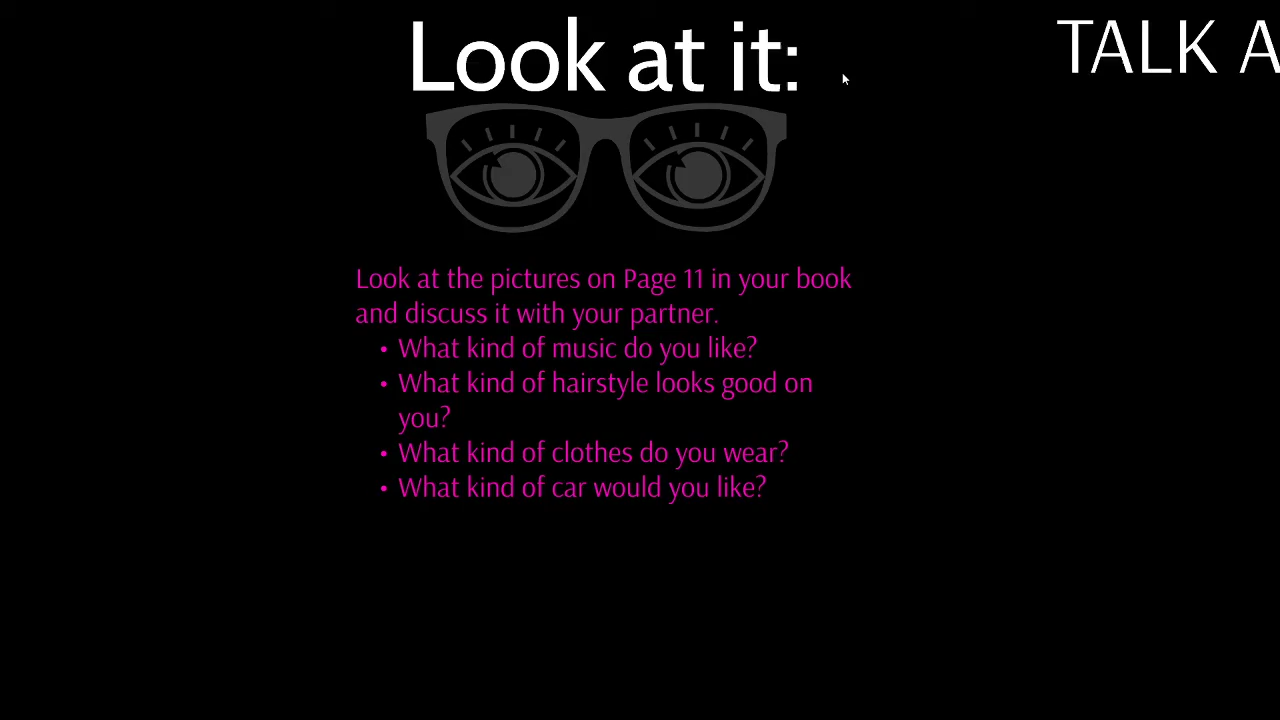 Look at it:
TALK A
Look at the pictures on Page 11 in your book
and discuss it with your partner.
• What kind of music do you like?
• What kind of hairstyle looks good on
you?
• What kind of clothes do you wear?
• What kind of car would you like?